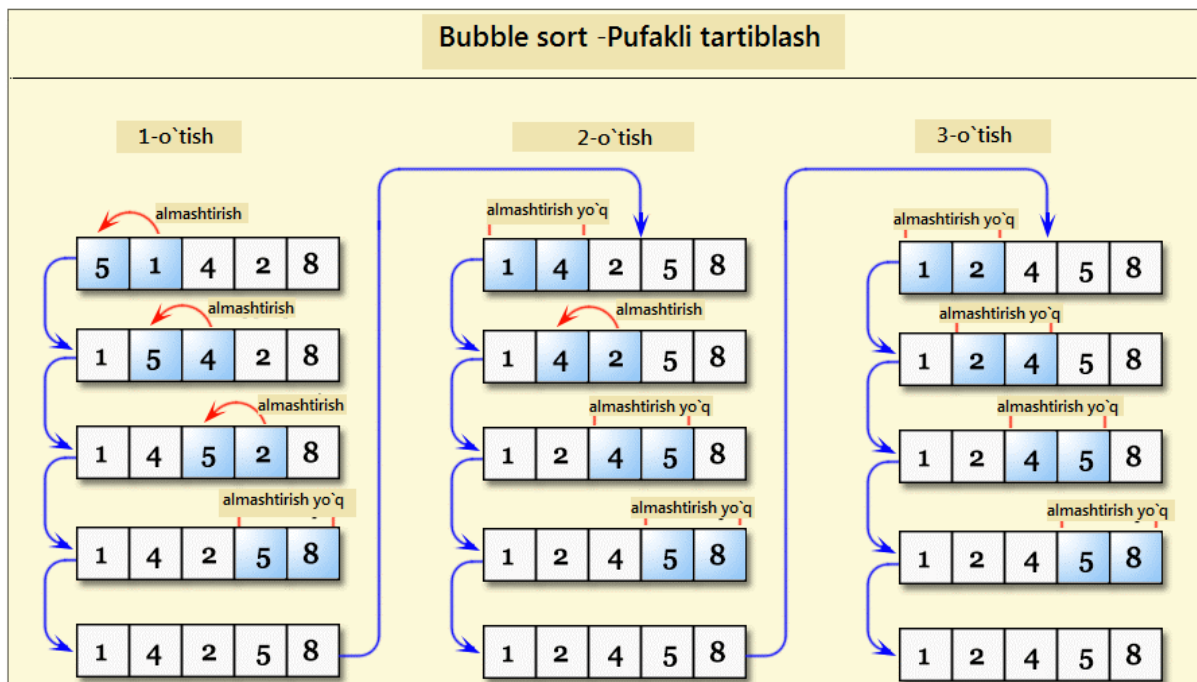 Bubble sort -Pufakli tartiblash
1-o`tish
almashtirish
5 1 4 2 8
almashtirish
1 5 4 2 8
almashtirish
1 4 5 2 8
almashtirish yo`q
1 4 2 5 8
1 4 2 5 8
2-o`tish
almashtirish yo`q
1 4 2 5 8
almashtirish
1 4 2 5 8
almashtirish yo`q
1 2 4 5 8
almashtirish yo`q
1 2 4 5 8
1 2 4 5 8
3-o`tish
almashtirish yo`q
1 2 4 5 8
almashtirish yo`q
1 2 4 5 8
almashtirish yo`q
1 2 4 5 8
almashtirish yo`q
1 2 4 5 8
1 2 4 5 8